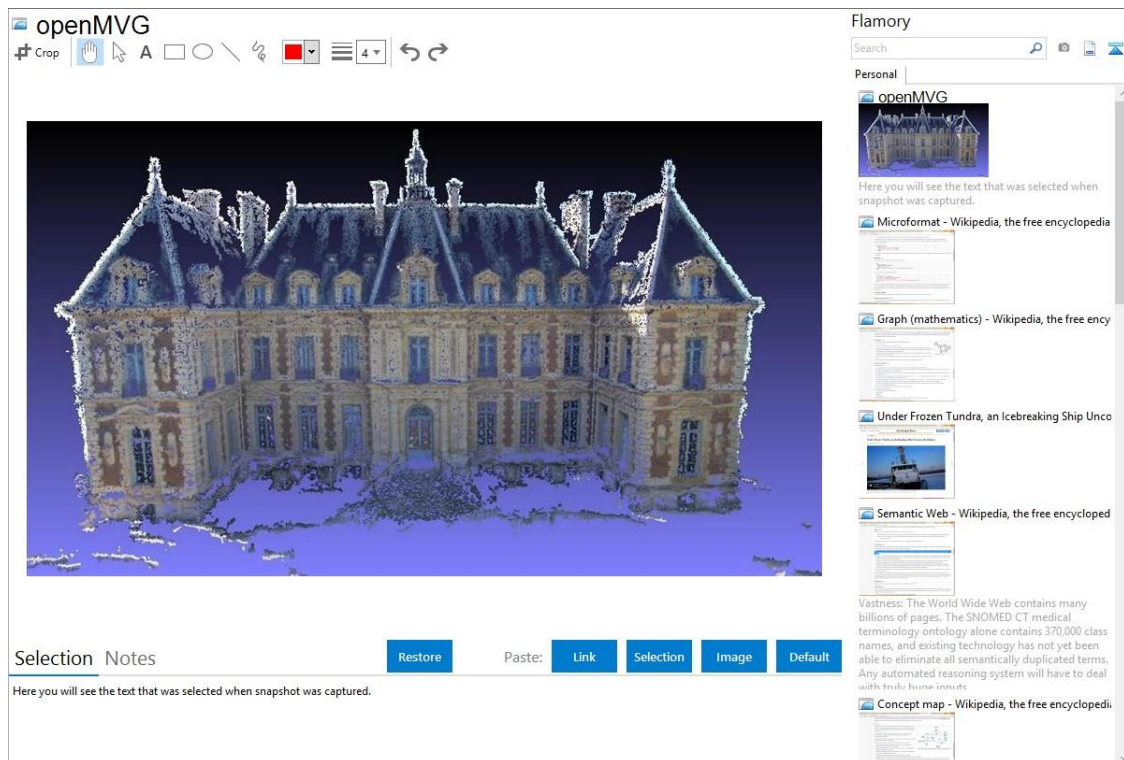 openMVG
Crop
A
4
Selection Notes
Restore
Paste:
Link
Selection
Image
Default
Here you will see the text that was selected when snapshot was captured.
Flamory
Search
Personal
openMVG
Here you will see the text that was selected when
snapshot was captured.
Microformat - Wikipedia, the free encyclopedia
Graph (mathematics) - Wikipedia, the free ency
Under Frozen Tundra, an Icebreaking Ship Unco
Semantic Web - Wikipedia, the free encycloped
Vastness: The World Wide Web contains many
billions of pages. The SNOMED CT medical
terminology ontology alone contains 370,000 class
names, and existing technology has not yet been
able to eliminate all semantically duplicated terms.
Any automated reasoning system will have to deal
with truly huge inputs
Concept map - Wikipedia, the free encyclopedi